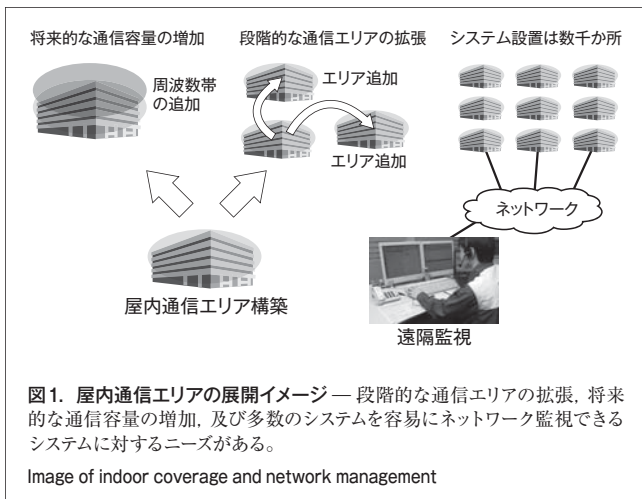 将来的な通信容量の増加
段階的な通信エリアの拡張
システム設置は数千か所
周波数帯
の追加
エリア追加
エリア追加
ネットワーク
屋内通信エリア構築
遠隔監視
図1. 屋内通信エリアの展開イメージ — 段階的な通信エリアの拡張，将来
的な通信容量の増加，及び多数のシステムを容易にネットワーク監視できる
システムに対するニーズがある。
Image of indoor coverage and network management